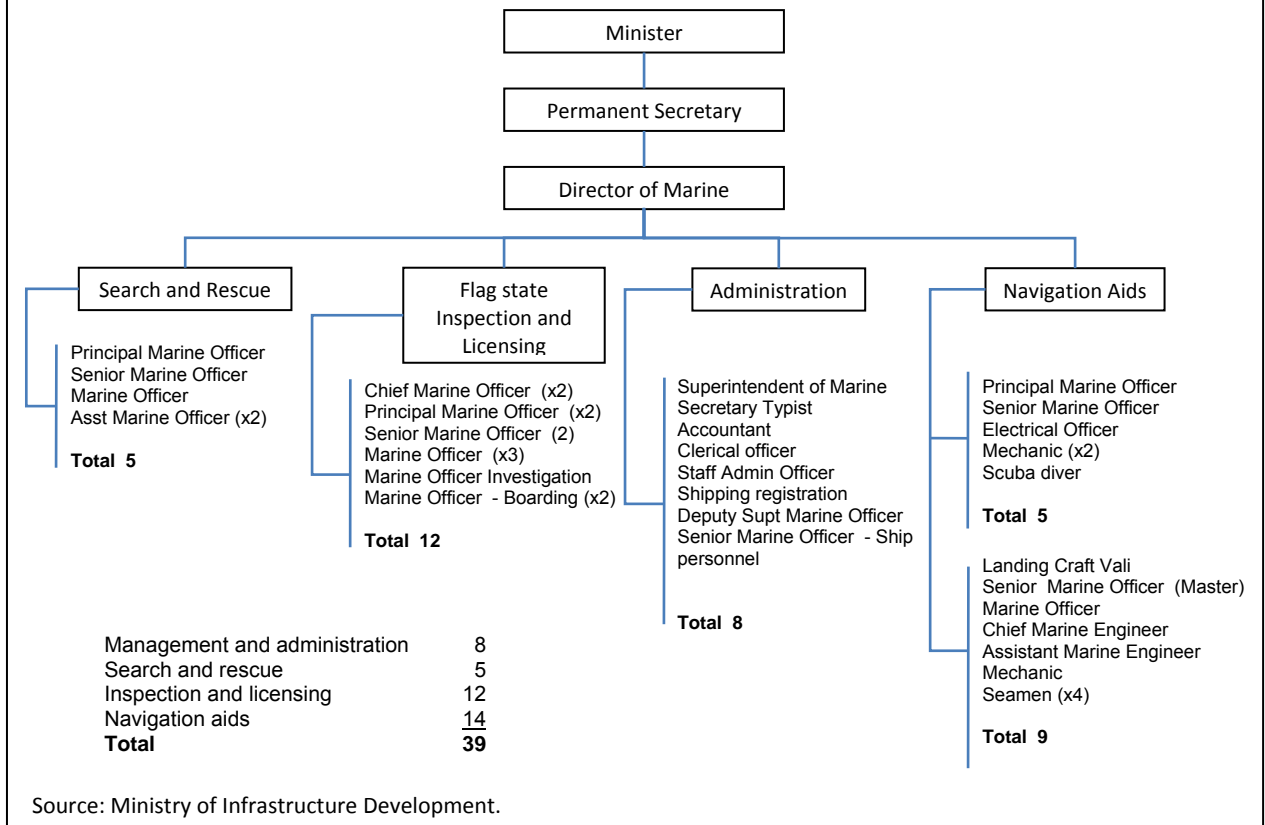 Minister
Permanent Secretary
Director of Marine
Search and Rescue
Principal Marine Officer
Senior Marine Officer
Marine Officer
Asst Marine Officer (x2)
Total 5
Flag state
Inspection and
Licensing
Chief Marine Officer (x2)
Principal Marine Officer (x2)
Senior Marine Officer (2)
Marine Officer (x3)
Marine Officer Investigation
Marine Officer - Boarding (x2)
Total 12
Administration
Superintendent of Marine
Secretary Typist
Accountant
Clerical officer
Staff Admin Officer
Shipping registration
Deputy Supt Marine Officer
Senior Marine Officer - Ship
personnel
Total 8
Navigation Aids
Principal Marine Officer
Senior Marine Officer
Electrical Officer
Mechanic (x2)
Scuba diver
Total 5
Landing Craft Vali
Senior Marine Officer (Master)
Marine Officer
Chief Marine Engineer
Assistant Marine Engineer
Mechanic
Seamen (x4)
Total 9
Management and administration 8
Search and rescue 5
Inspection and licensing 12
Navigation aids 14
Total 39
Source: Ministry of Infrastructure Development.